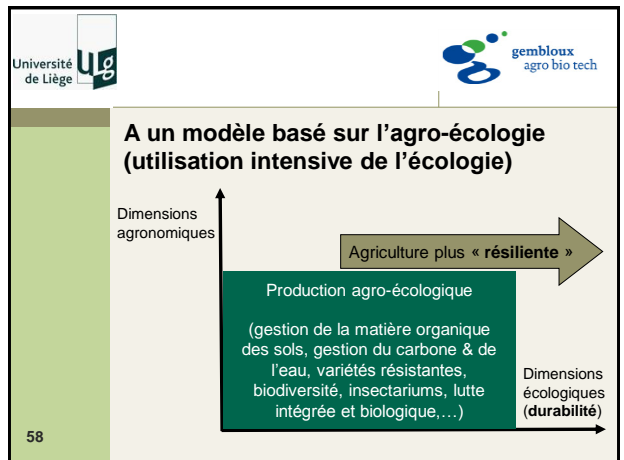 Université
de Liège
ULg
gembloux
agro bio tech
A un modèle basé sur l’agro-écologie
(utilisation intensive de l’écologie)
Dimensions
agronomiques
Agriculture plus « résiliente »
Production agro-écologique
(gestion de la matière organique
des sols, gestion du carbone & de
l’eau, variétés résistantes,
biodiversité, insectariums, lutte
intégrée et biologique,…)
Dimensions
écologiques
(durabilité)
58